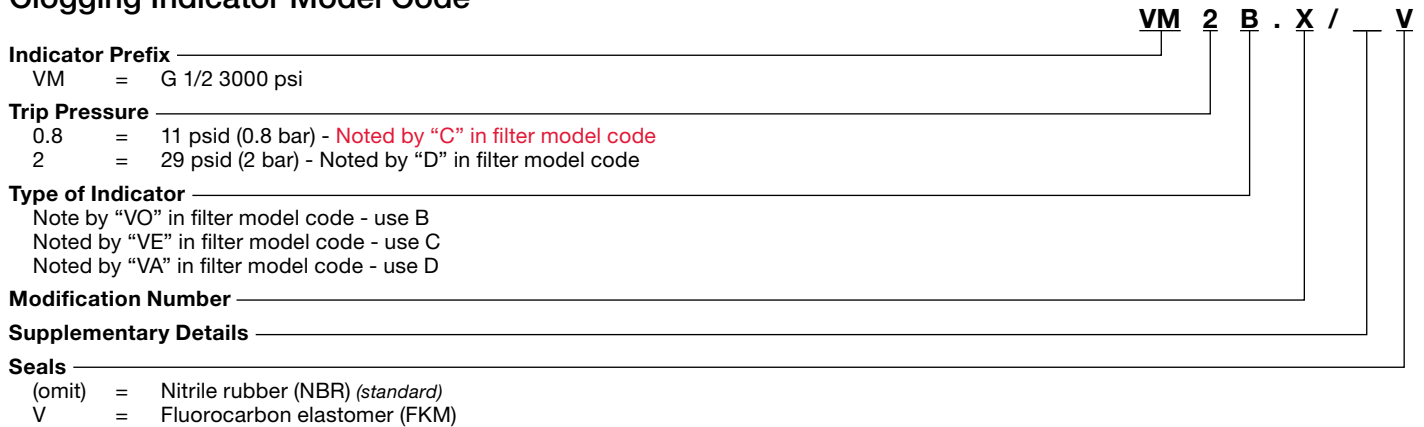 Clogging Indicator Model Code
VM 2 B . X / __ V
Indicator Prefix
VM = G 1/2 3000 psi
Trip Pressure
0.8 = 11 psid (0.8 bar) - Noted by “C” in filter model code
2 = 29 psid (2 bar) - Noted by “D” in filter model code
Type of Indicator
Note by “VO” in filter model code - use B
Noted by “VE” in filter model code - use C
Noted by “VA” in filter model code - use D
Modification Number
Supplementary Details
Seals
(omit) = Nitrile rubber (NBR) (standard)
V = Fluorocarbon elastomer (FKM)